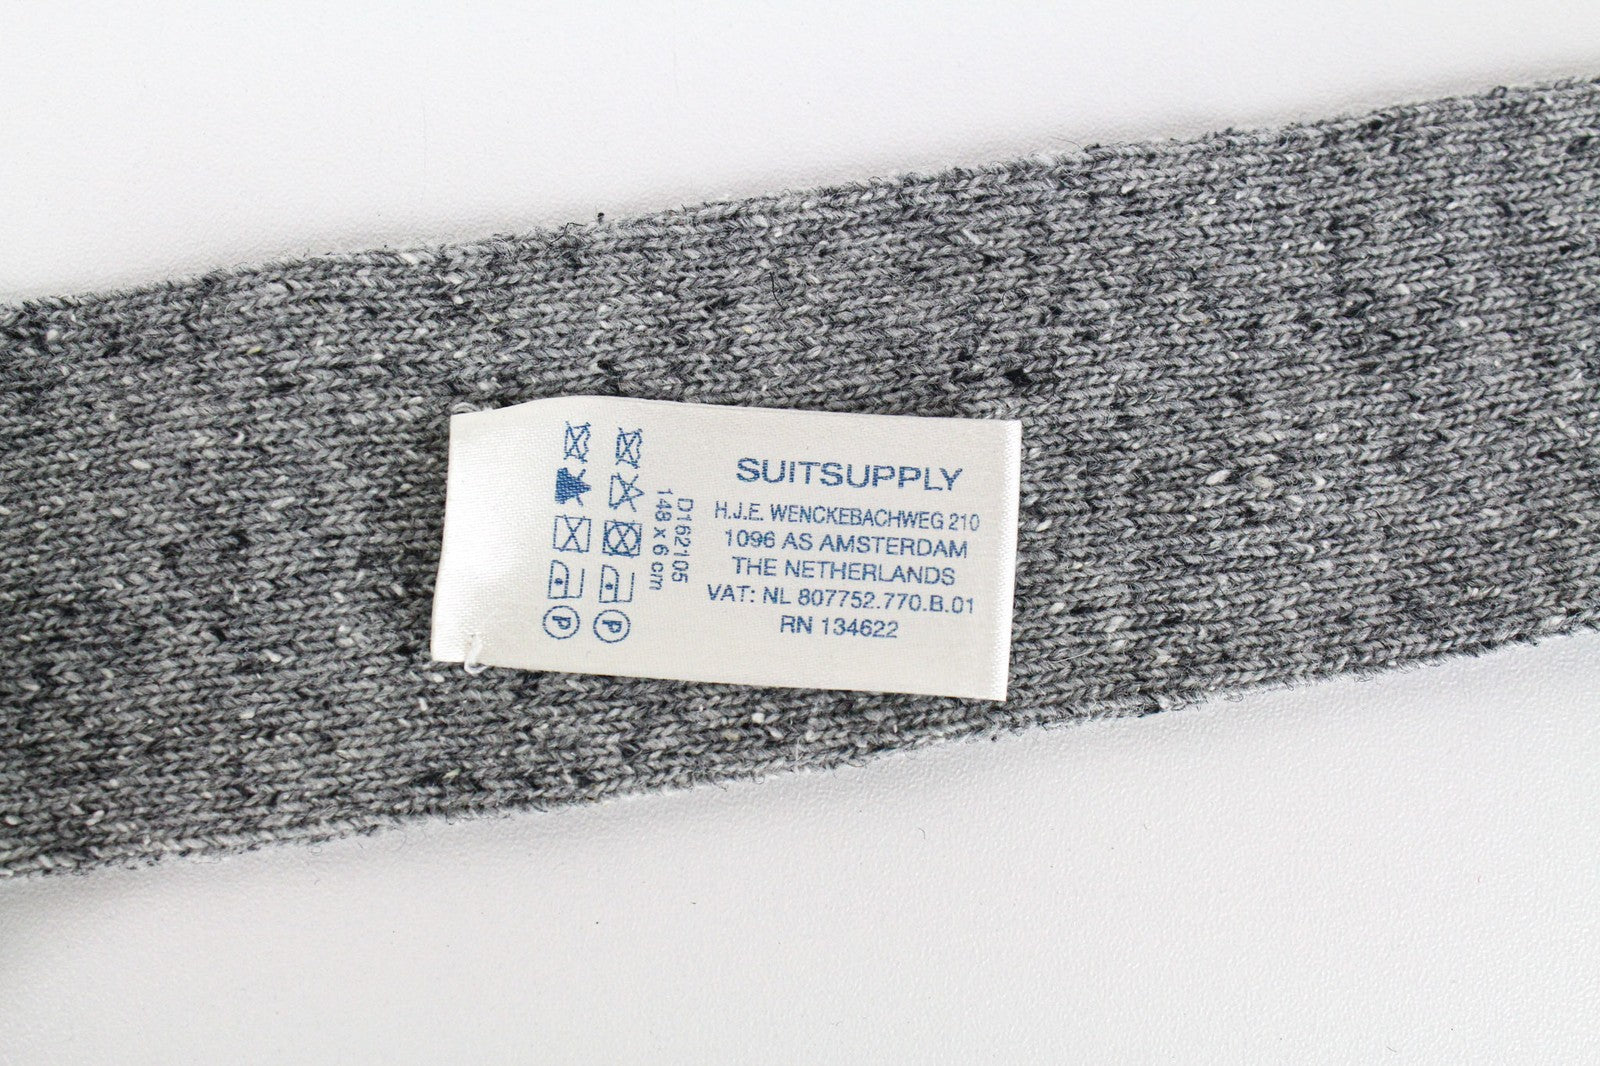 SUITSUPPLY
H.J.E. WENCKEBACHWEG 210
1096 AS AMSTERDAM
THE NETHERLANDS
VAT: NL 807752.770.B.01
RN 134622
D162105
148 x 6 cm
P
P